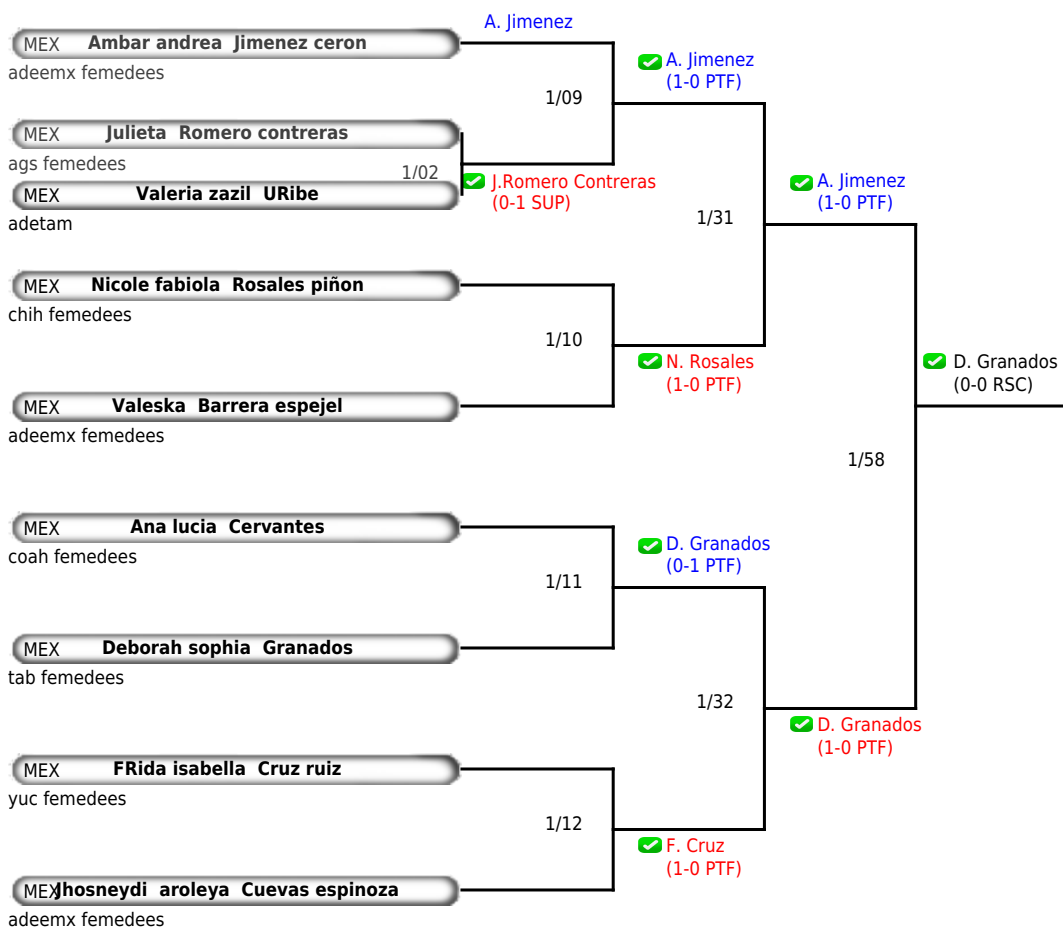 A. Jimenez
MEX Ambar andrea Jimenez ceron
adeemx femedees
A. Jimenez
(1-0 PTF)
1/09
MEX Julieta Romero contreras
ags femedees
1/02
MEX Valeria zazil URibe
adetam
J.Romero Contreras
(0-1 SUP)
A. Jimenez
(1-0 PTF)
1/31
MEX Nicole fabiola Rosales piñon
chih femedees
1/10
N. Rosales
(1-0 PTF)
D. Granados
(0-0 RSC)
MEX Valeska Barrera espejel
adeemx femedees
1/58
MEX Ana lucia Cervantes
coah femedees
D. Granados
(0-1 PTF)
1/11
MEX Deborah sophia Granados
tab femedees
1/32
D. Granados
(1-0 PTF)
MEX FRida isabella Cruz ruiz
yuc femedees
1/12
F. Cruz
(1-0 PTF)
MEX Jhosneydi aroleya Cuevas espinoza
adeemx femedees